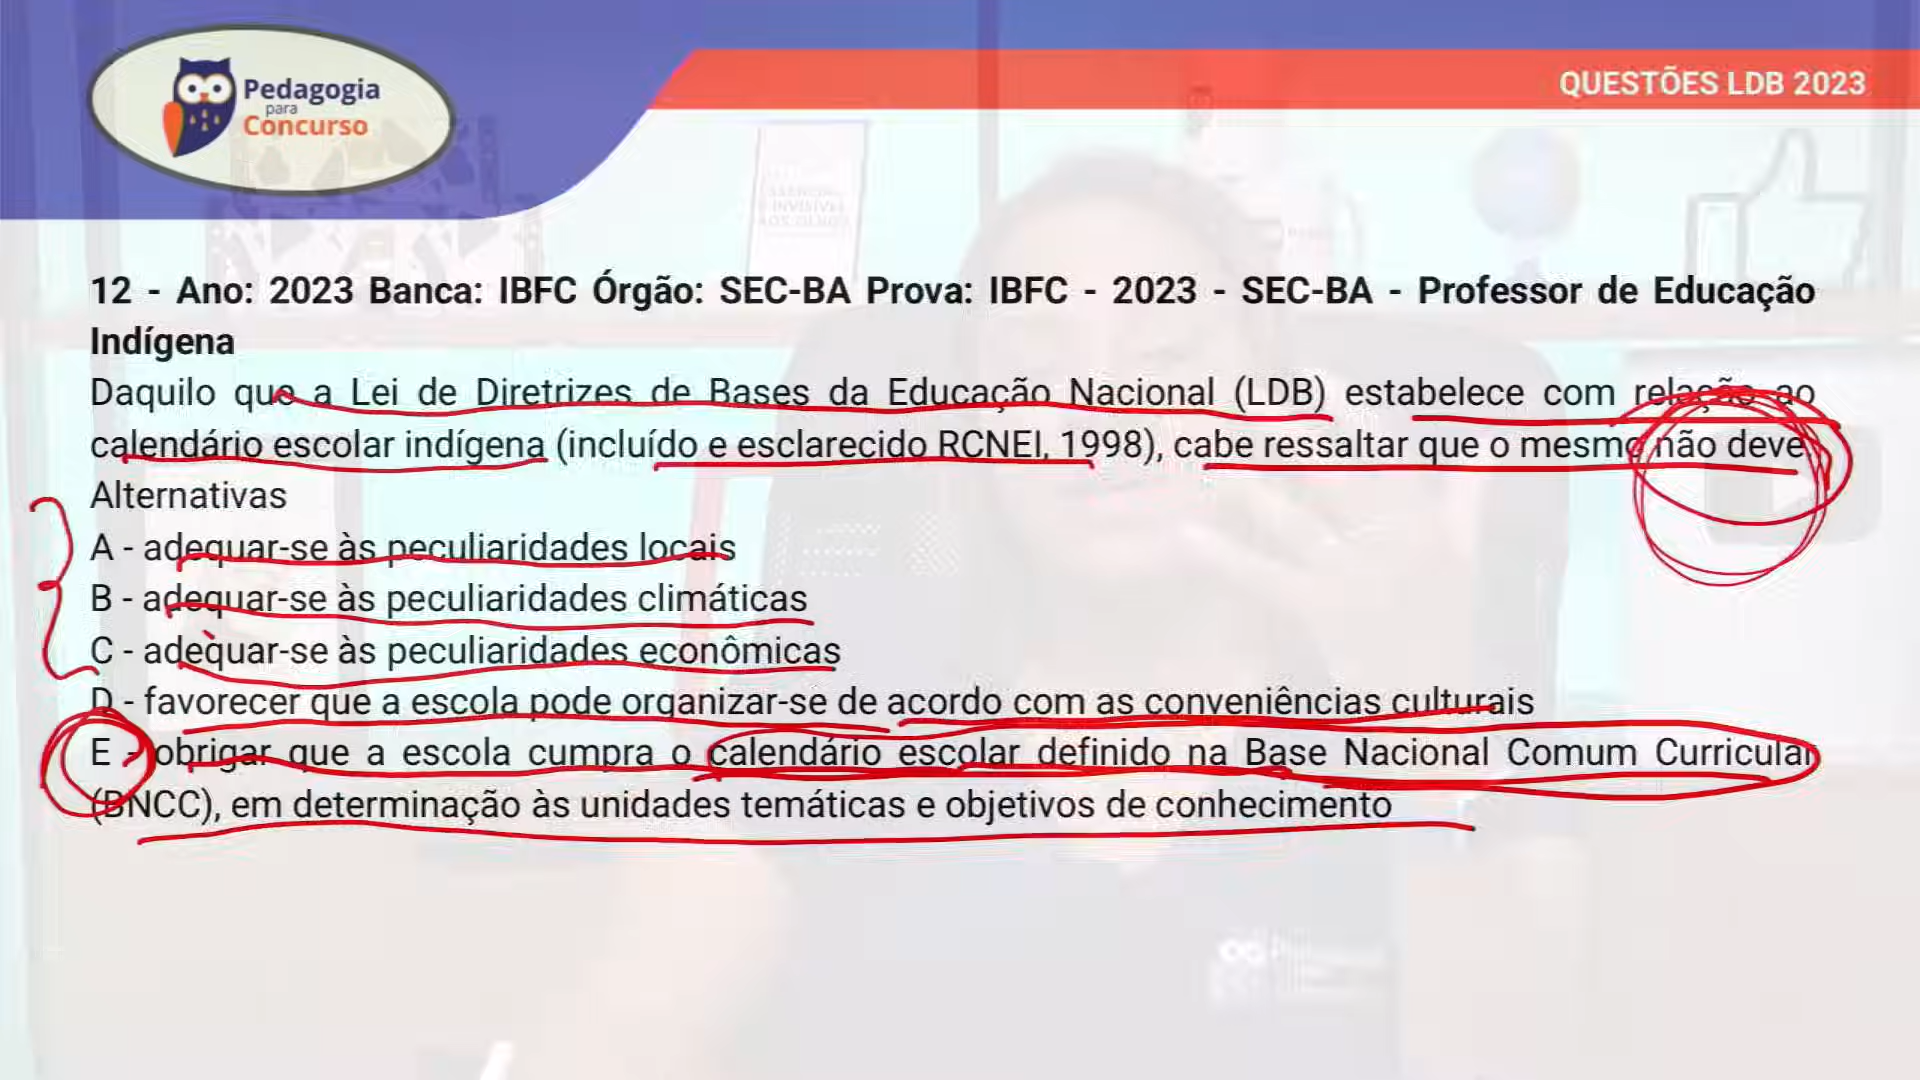 Pedagogia
para
Concurso
QUESTÕES LDB 2023
12 - Ano: 2023 Banca: IBFC Órgão: SEC-BA Prova: IBFC - 2023 - SEC-BA - Professor de Educação
Indígena
Daquilo que a Lei de Diretrizes de Bases da Educação Nacional (LDB) estabelece com relação ao
calendário escolar indígena (incluído e esclarecido RCNEI, 1998), cabe ressaltar que o mesmo não deve.
Alternativas
A - adequar-se às peculiaridades locais
B - adequar-se às peculiaridades climáticas
C - adequar-se às peculiaridades econômicas
D - favorecer que a escola pode organizar-se de acordo com as conveniências culturais
E - obrigar que a escola cumpra o calendário escolar definido na Base Nacional Comum Curricular
(BNCC), em determinação às unidades temáticas e objetivos de conhecimento